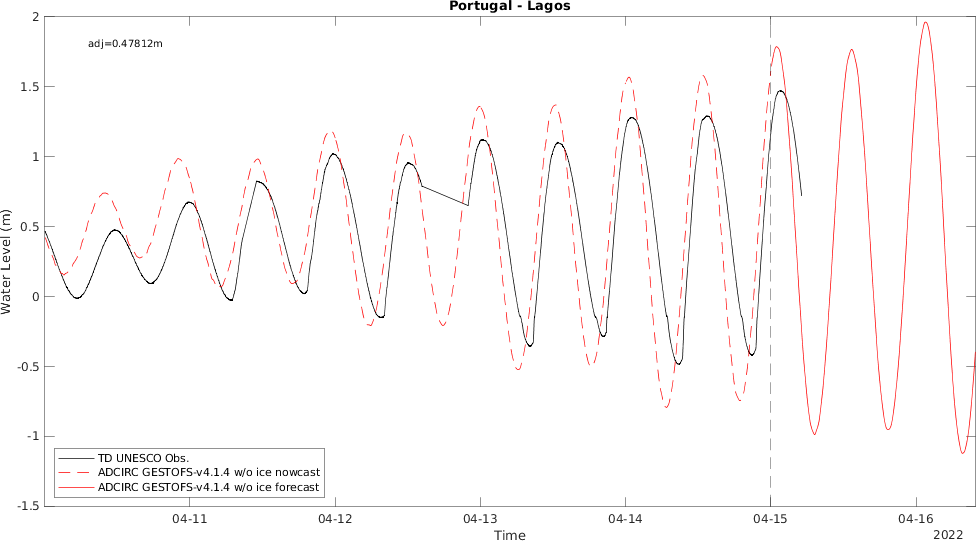 Portugal - Lagos
adj=0.47812m
2
1.5
1
0.5
0
-0.5
-1
-1.5
Water Level (m)
TD UNESCO Obs.
ADCIRC GESTOFS-v4.1.4 w/o ice nowcast
ADCIRC GESTOFS-v4.1.4 w/o ice forecast
04-11 04-12 04-13 04-14 04-15 04-16
Time
2022